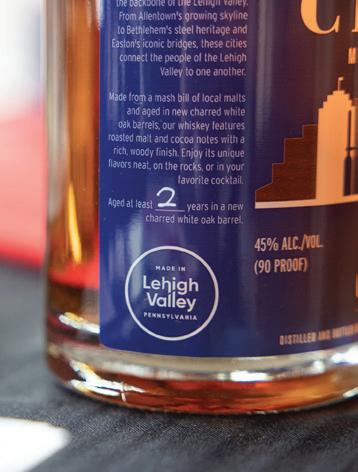 the backbone of the Lehigh Valley.
From Allentown's growing skyline
to Bethlehem's steel heritage and
Easton's iconic bridges, these cities
connect the people of the Lehigh
Valley to one another.
Made from a mash bill of local malts
and aged in new charred white
oak barrels, our whiskey features
roasted malt and cocoa notes with a
rich, woody finish. Enjoy its unique
flavors neat, on the rocks, or in your
favorite cocktail.
Aged at least 2 years in a new
charred white oak barrel.
MADE IN
Lehigh
Valley
PENNSYLVANIA
C
M
45% ALC./VOL.
(90 PROOF)
DISTILLED AND